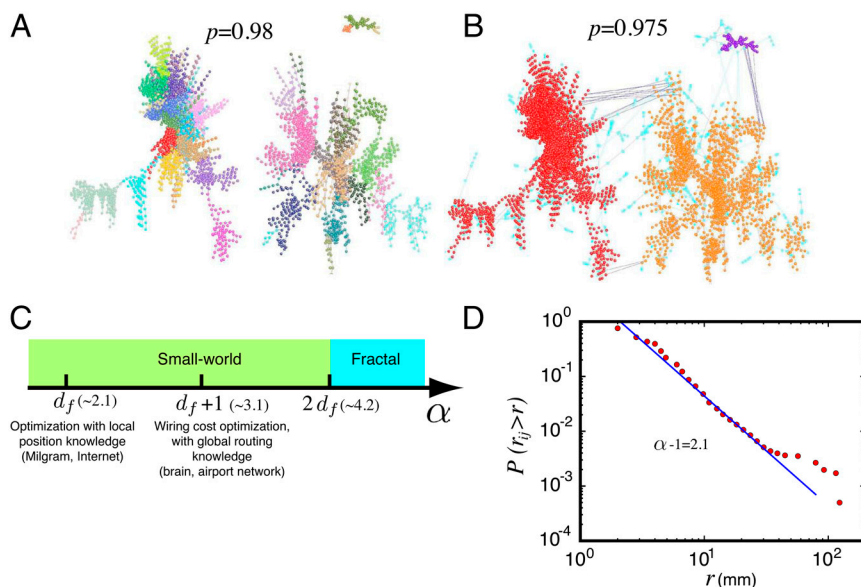 A
p=0.98
B
p=0.975
C
Small-world
Fractal
d_f (~2.1)
d_f+1 (~3.1)
2 d_f (~4.2)
α
Optimization with local
position knowledge
(Milgram, Internet)
Wiring cost optimization,
with global routing
knowledge
(brain, airport network)
D
P(r_ij>r)
10^0
10^-1
10^-2
10^-3
10^-4
α-1=2.1
10^0
10^1
10^2
r (mm)